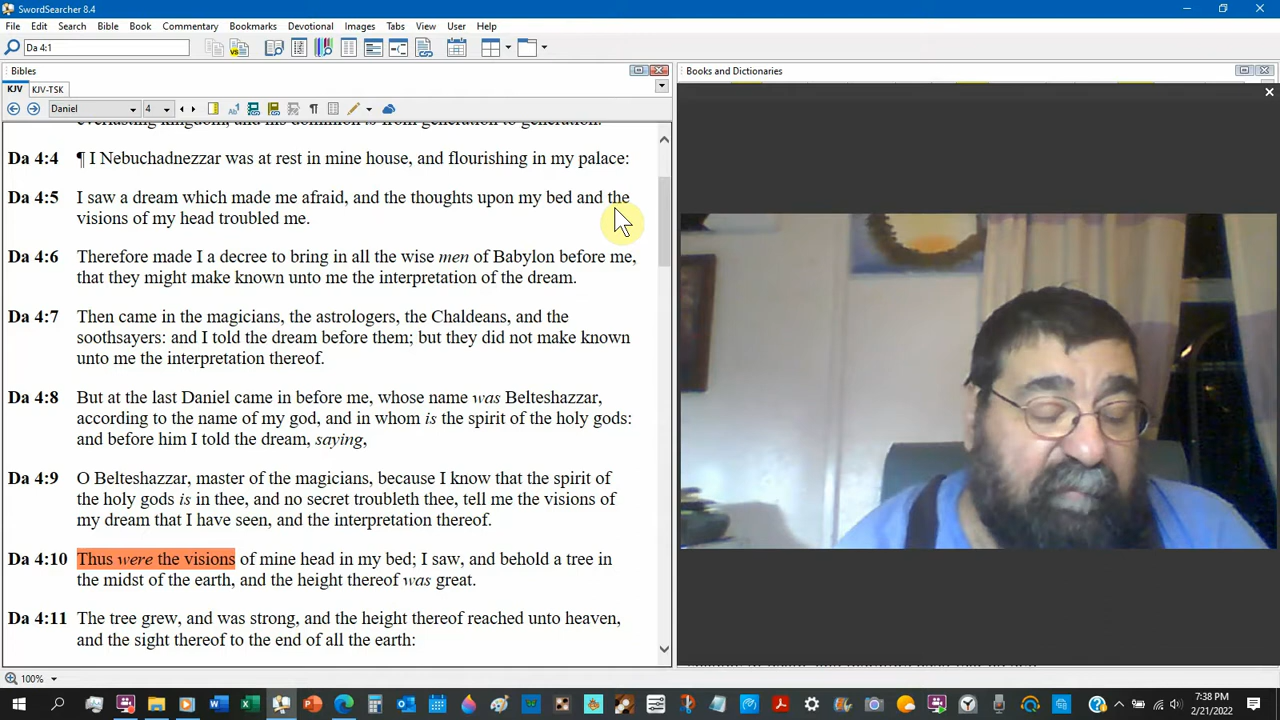 SwordSearcher 8.4
File Edit Search Bible Book Commentary Bookmarks Devotional Images Tabs View User Help
Da 4:1
Bibles
Books and Dictionaries
KJV KJV-TSK
Daniel 4
everlasting kingdom, and his dominion is from generation to generation.
Da 4:4 ¶ I Nebuchadnezzar was at rest in mine house, and flourishing in my palace:
Da 4:5 I saw a dream which made me afraid, and the thoughts upon my bed and the
visions of my head troubled me.
Da 4:6 Therefore made I a decree to bring in all the wise men of Babylon before me,
that they might make known unto me the interpretation of the dream.
Da 4:7 Then came in the magicians, the astrologers, the Chaldeans, and the
soothsayers: and I told the dream before them; but they did not make known
unto me the interpretation thereof.
Da 4:8 But at the last Daniel came in before me, whose name was Belteshazzar,
according to the name of my god, and in whom is the spirit of the holy gods:
and before him I told the dream, saying,
Da 4:9 O Belteshazzar, master of the magicians, because I know that the spirit of
the holy gods is in thee, and no secret troubleth thee, tell me the visions of
my dream that I have seen, and the interpretation thereof.
Da 4:10 Thus were the visions of mine head in my bed; I saw, and behold a tree in
the midst of the earth, and the height thereof was great.
Da 4:11 The tree grew, and was strong, and the height thereof reached unto heaven,
and the sight thereof to the end of all the earth:
100%
7:38 PM
2/21/2022